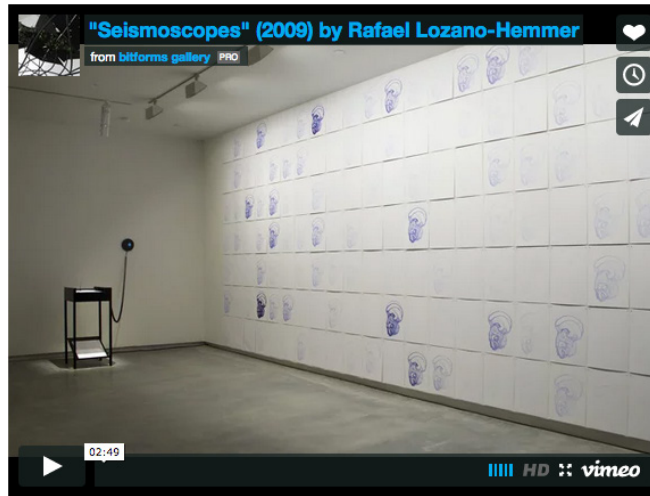 "Seismoscopes" (2009) by Rafael Lozano-Hemmer
from bitforms gallery PRO
02:49
HD vimeo